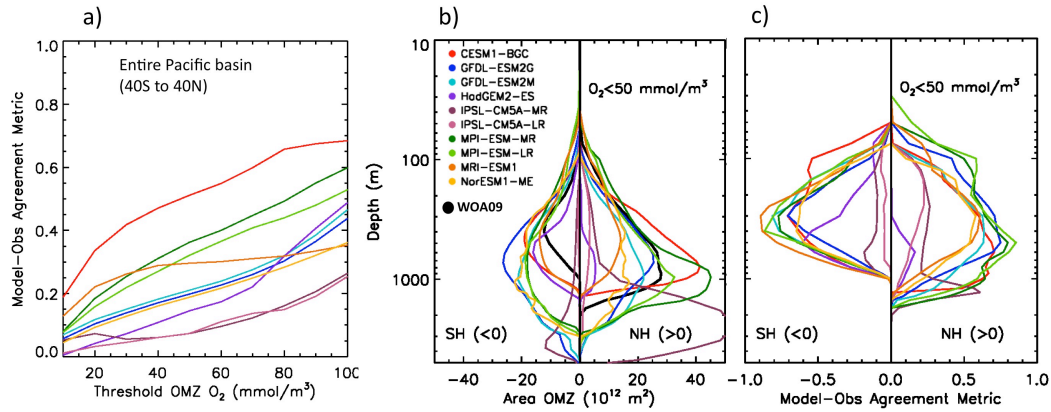 a)
b)
c)
Entire Pacific basin
(40S to 40N)
Model-Obs Agreement Metric
1.0
0.8
0.6
0.4
0.2
0.0
20
40
60
80
100
Threshold OMZ O₂ (mmol/m³)
CESM1-BGC
GFDL-ESM2G
GFDL-ESM2M
HadGEM2-ES
IPSL-CM5A-MR
IPSL-CM5A-LR
MPI-ESM-MR
MPI-ESM-LR
MRI-ESM1
NorESM1-ME
WOA09
O₂<50 mmol/m³
Depth (m)
10
100
1000
SH (<0)
NH (>0)
-40
-20
0
20
40
Area OMZ (10¹² m²)
O₂<50 mmol/m³
SH (<0)
NH (>0)
-1.0
-0.5
0.0
0.5
1.0
Model-Obs Agreement Metric